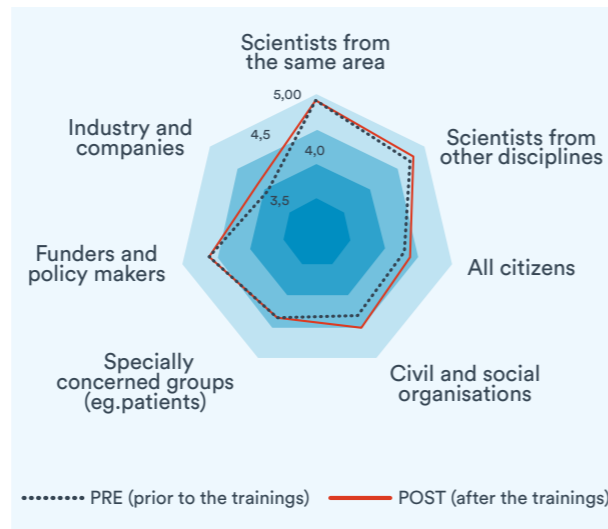 Scientists from
the same area
5,00
4,5
4,0
3,5
Industry and
companies
Scientists from
other disciplines
Funders and
policy makers
All citizens
Specially
concerned groups
(eg.patients)
Civil and social
organisations
PRE (prior to the trainings)
POST (after the trainings)